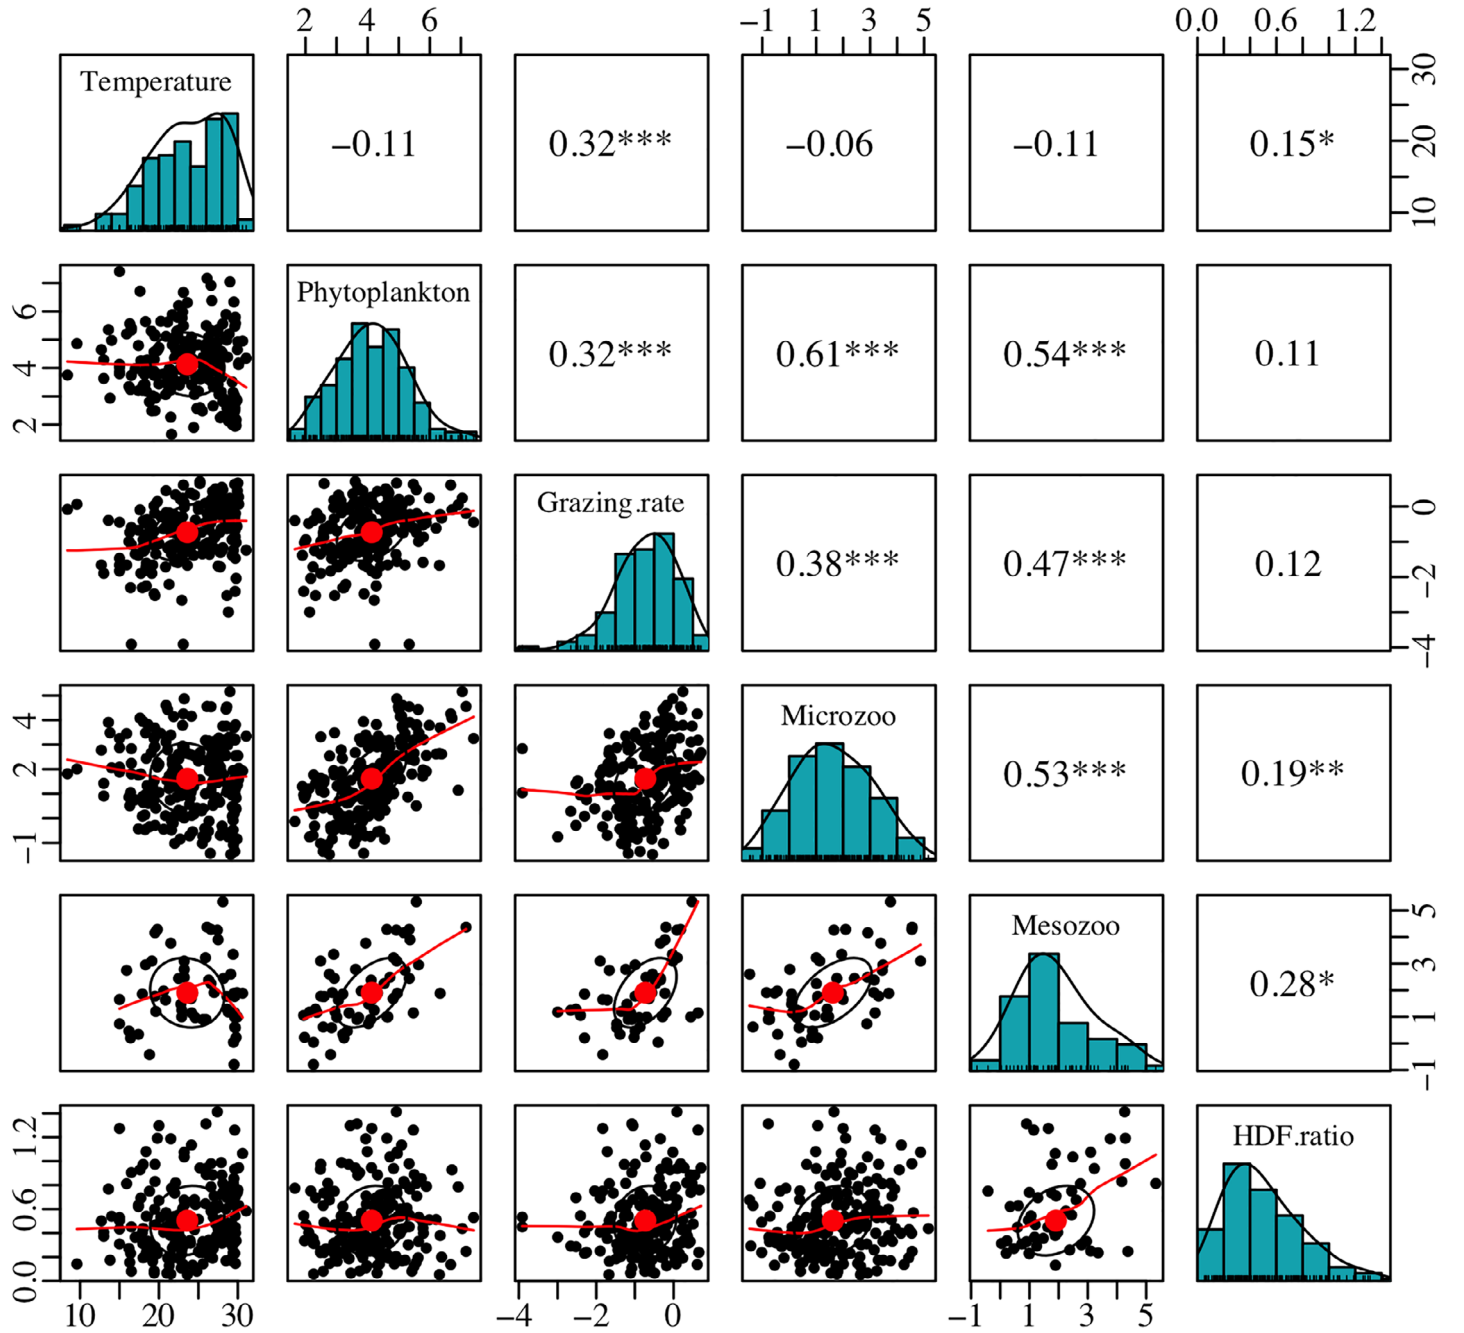 2 4 6 −1 1 3 5 0.0 0.6 1.2
Temperature
−0.11 0.32*** −0.06 −0.11 0.15*
10 20 30
Phytoplankton
0.32*** 0.61*** 0.54*** 0.11
2 4 6
Grazing.rate
0.38*** 0.47*** 0.12
−4 −2 0
Microzoo
0.53*** 0.19**
−1 2 4
Mesozoo
0.28*
−1 1 3 5
HDF.ratio
0.0 0.6 1.2
10 20 30 −4 −2 0 −1 1 3 5